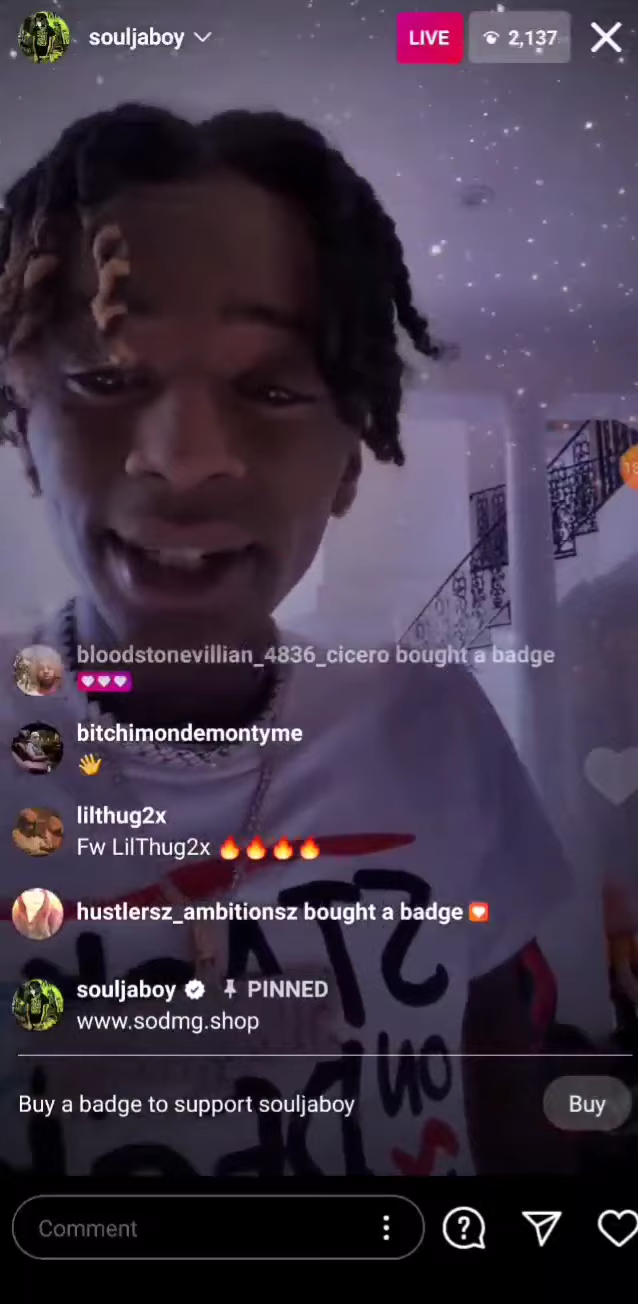 souljaboy
LIVE
2,137
18
bloodstonevillian_4836_cicero bought a badge
bitchimondemontyme
👋
lilthug2x
Fw LilThug2x 🔥🔥🔥🔥
hustlersz_ambitionsz bought a badge
souljaboy PINNED
www.sodmg.shop
Buy a badge to support souljaboy
Buy
Comment